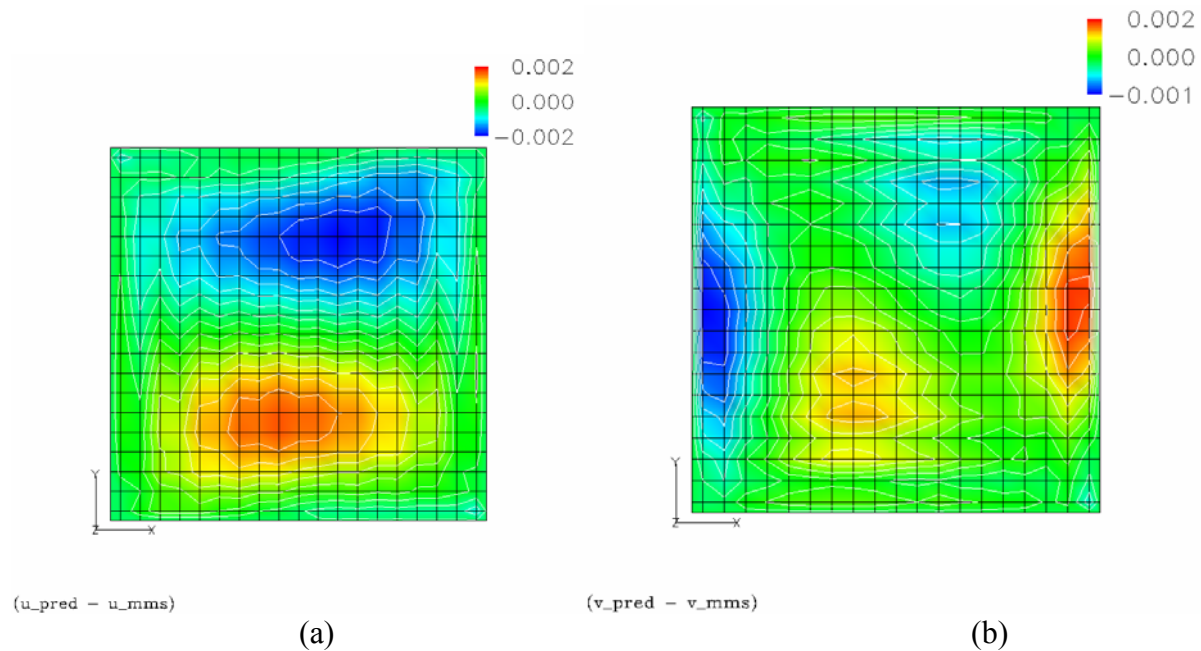 0.002
0.000
-0.002
Y
Z X
(u_pred - u_mms)
(a)
0.002
0.000
-0.001
Y
Z X
(v_pred - v_mms)
(b)